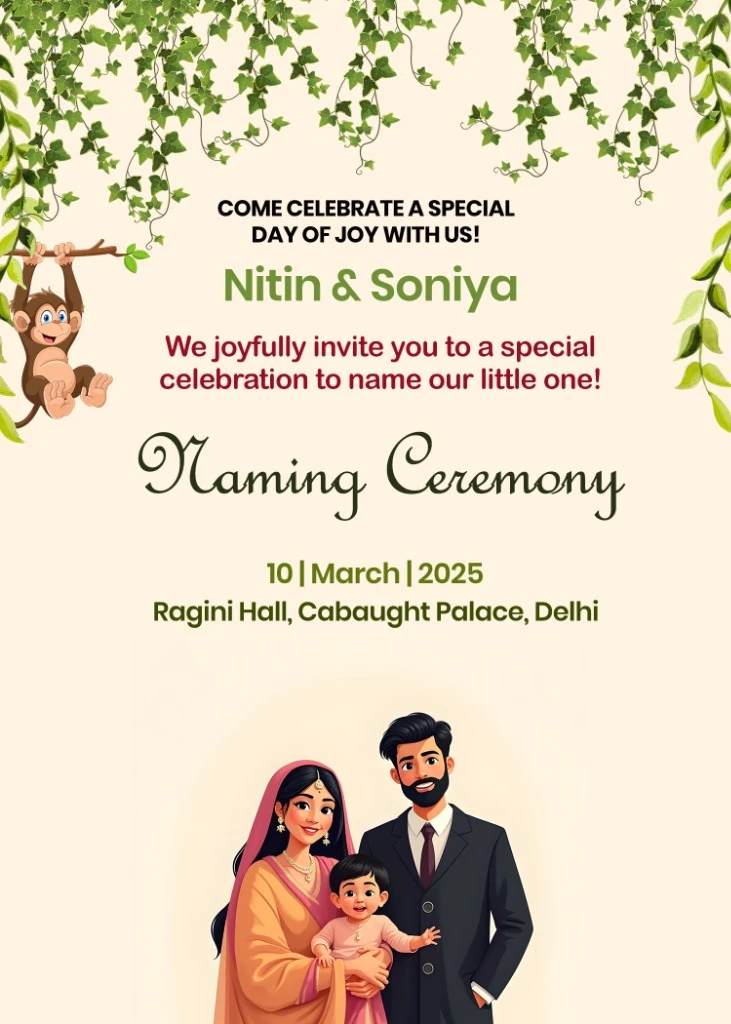 COME CELEBRATE A SPECIAL
DAY OF JOY WITH US!
Nitin & Soniya
We joyfully invite you to a special
celebration to name our little one!
Naming Ceremony
10 | March | 2025
Ragini Hall, Cabaught Palace, Delhi